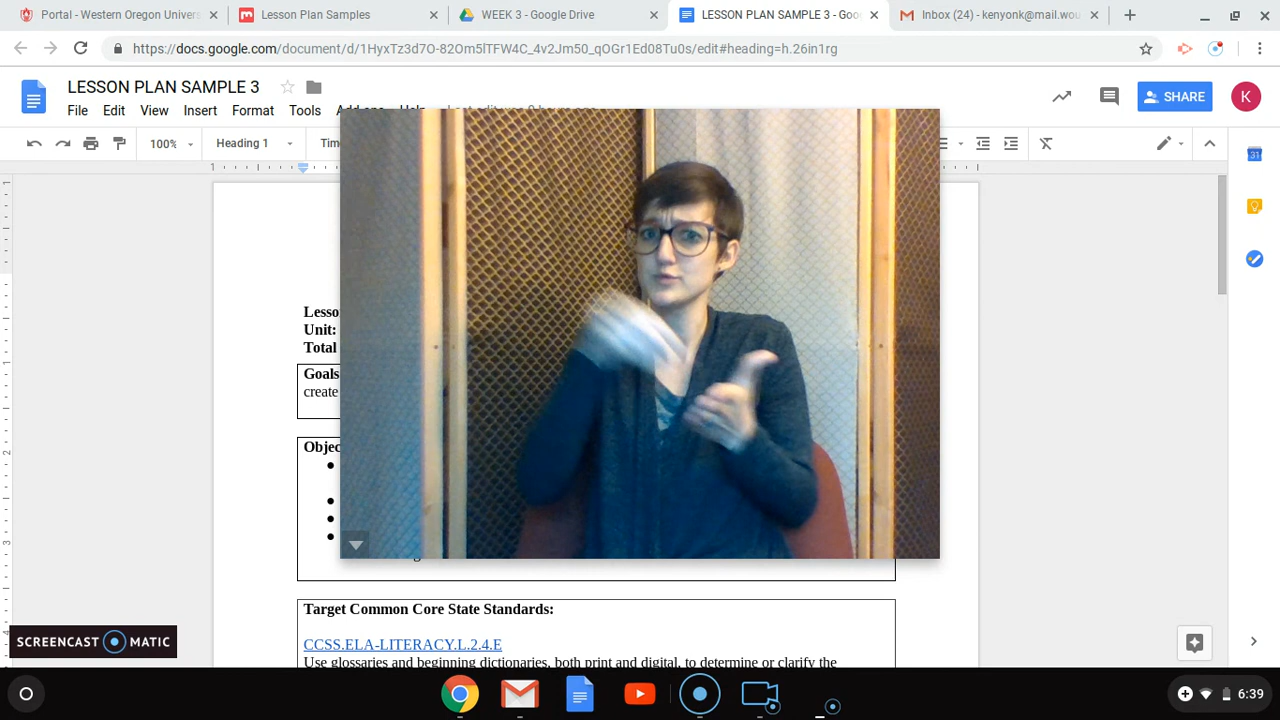 Portal - Western Oregon Univers
Lesson Plan Samples
WEEK 3 - Google Drive
LESSON PLAN SAMPLE 3 - Goo
Inbox (24) - kenyonk@mail.wou
https://docs.google.com/document/d/1HyxTz3d7O-82Om5lTFW4C_4v2Jm50_qOGr1Ed08Tu0s/edit#heading=h.26in1rg
LESSON PLAN SAMPLE 3
SHARE
K
File Edit View Insert Format Tools Add-ons Help
100% Heading 1
31
Lesso
Unit:
Total
Goals
create
Objec
Target Common Core State Standards:
CCSS.ELA-LITERACY.L.2.4.E
Use glossaries and beginning dictionaries, both print and digital, to determine or clarify the
SCREENCAST MATIC
6:39